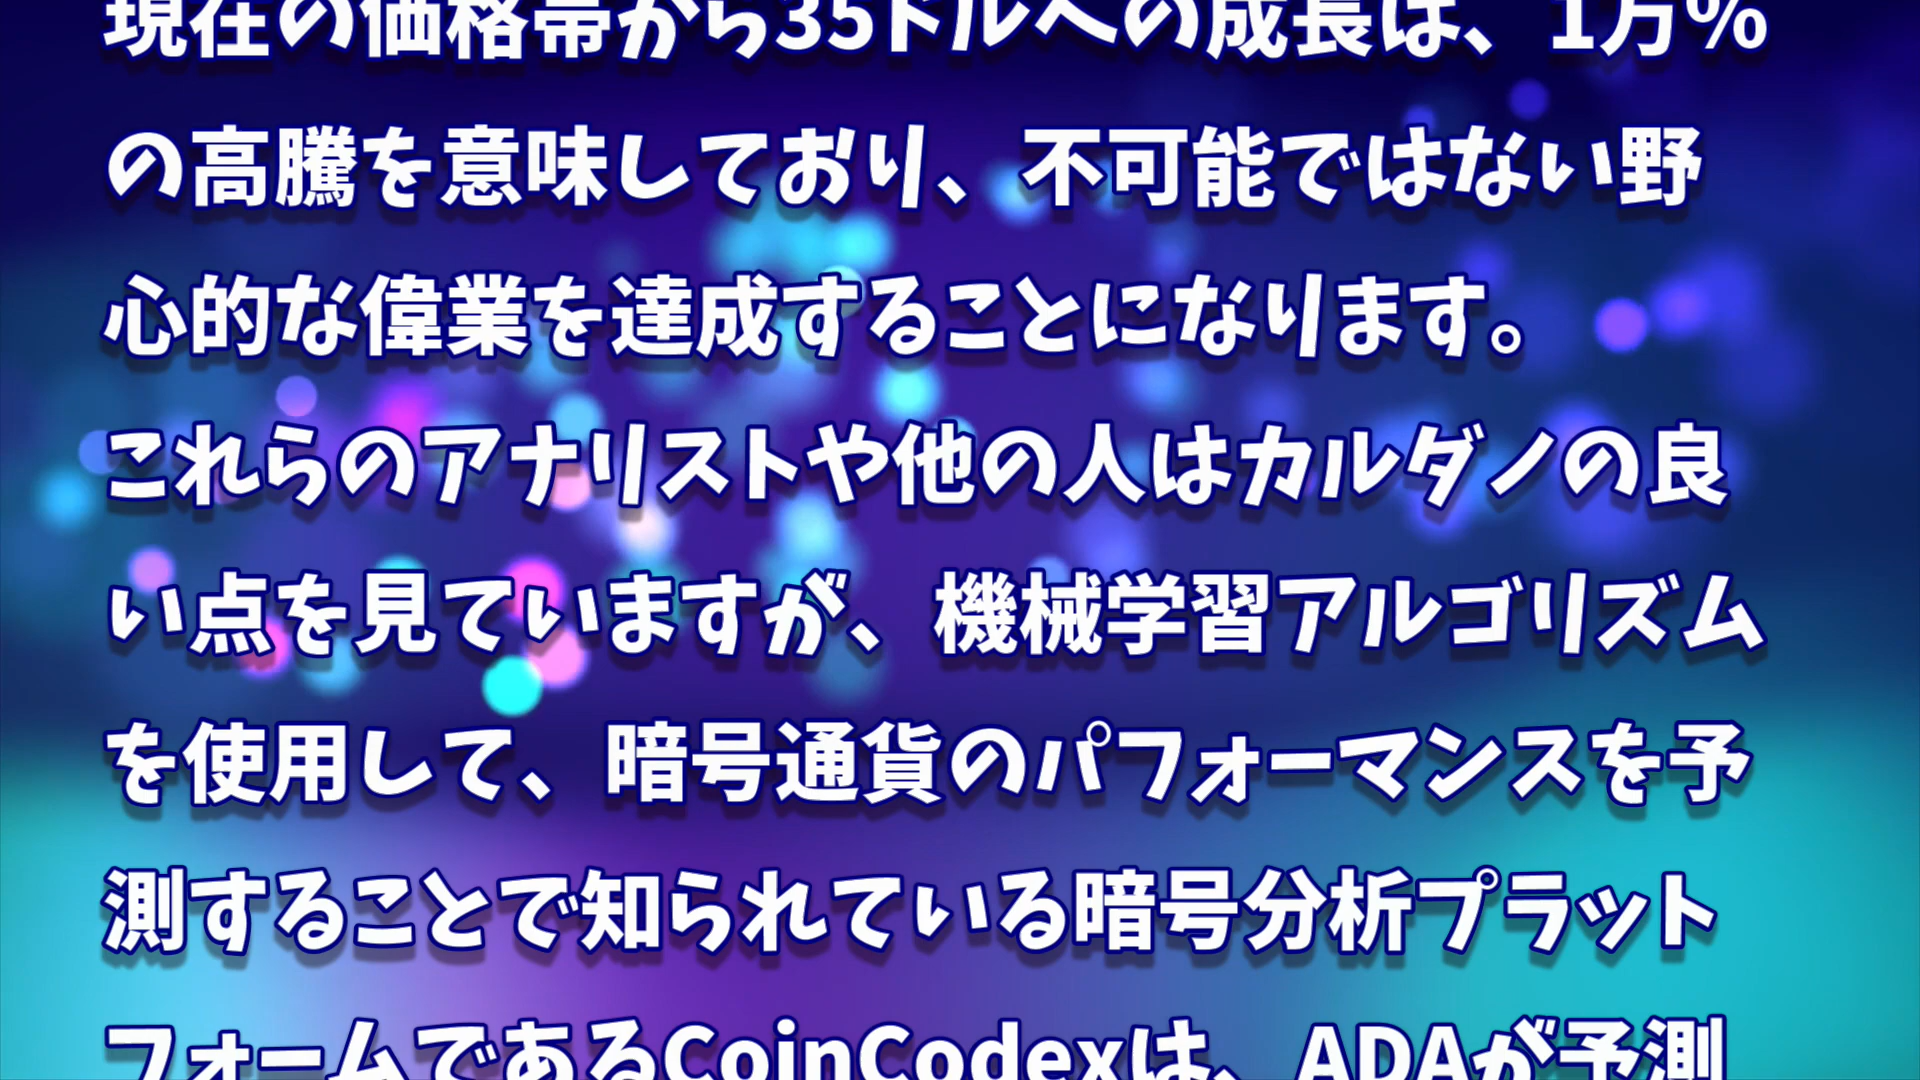 現在の価格帯から35ドルへの成長は、1万%
の高騰を意味しており、不可能ではない野
心的な偉業を達成することになります。
これらのアナリストや他の人はカルダノの良
い点を見ていますが、機械学習アルゴリズム
を使用して、暗号通貨のパフォーマンスを予
測することで知られている暗号分析プラット
フォームであるCoinCodexは、ADAが予測